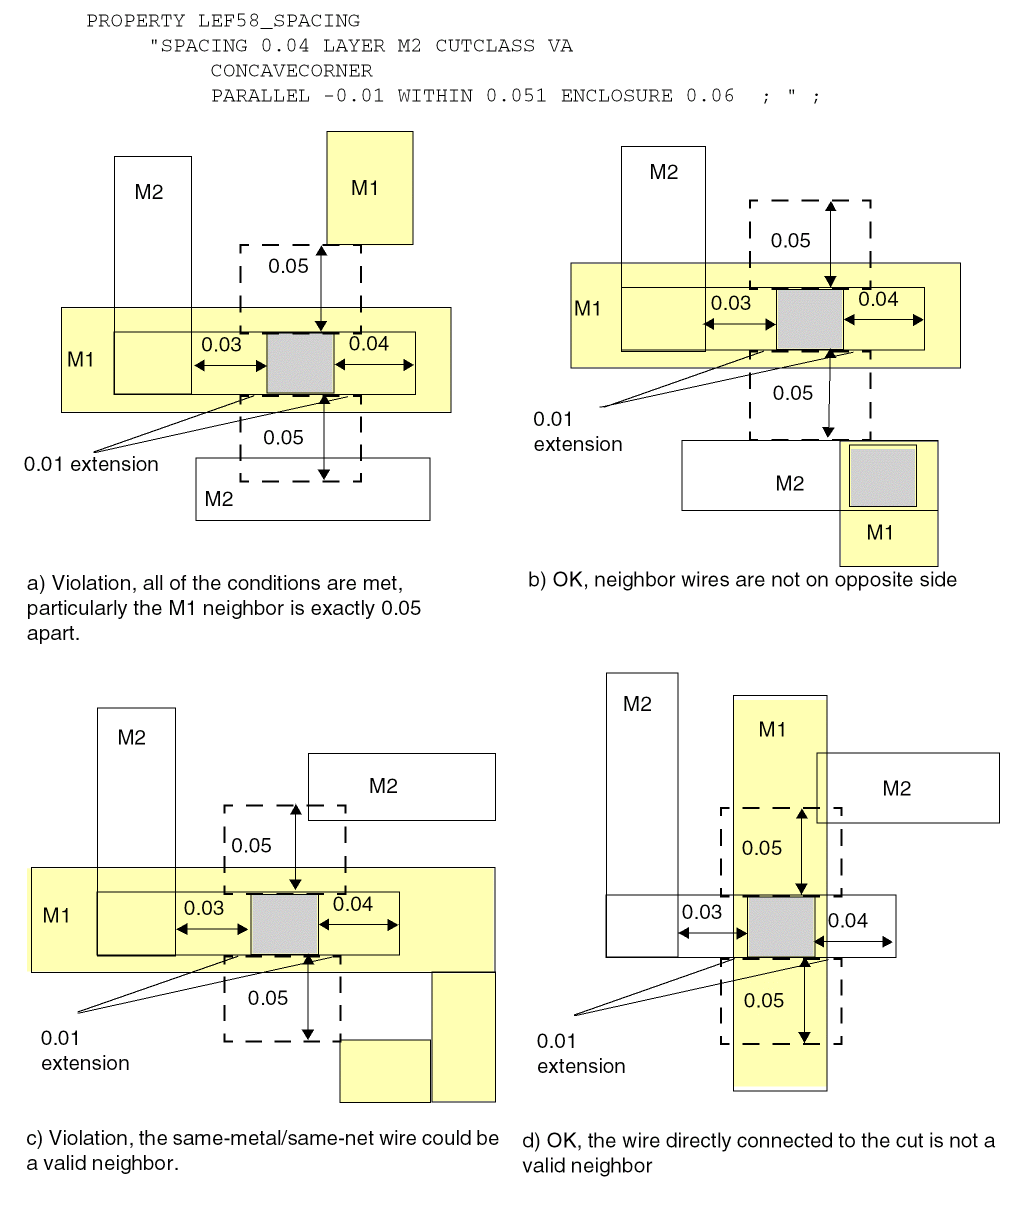 PROPERTY LEF58_SPACING
"SPACING 0.04 LAYER M2 CUTCLASS VA
CONCAVECORNER
PARALLEL -0.01 WITHIN 0.051 ENCLOSURE 0.06 ; " ;
M2
M1
0.05
0.03
0.04
M1
0.05
0.01 extension
M2
a) Violation, all of the conditions are met,
particularly the M1 neighbor is exactly 0.05
apart.
M2
0.05
M1
0.03
0.04
0.05
0.01
extension
M2
M1
b) OK, neighbor wires are not on opposite side
M2
M2
0.05
M1
0.03
0.04
0.05
0.01
extension
c) Violation, the same-metal/same-net wire could be
a valid neighbor.
M2
M1
M2
0.05
0.03
0.04
0.05
0.01
extension
d) OK, the wire directly connected to the cut is not a
valid neighbor